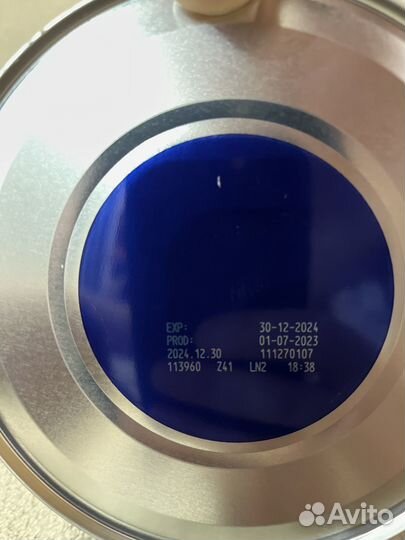 EXP: 30-12-2024
PROD: 01-07-2023
2024.12.30 111270107
113960 Z41 LN2 18:38
Avito